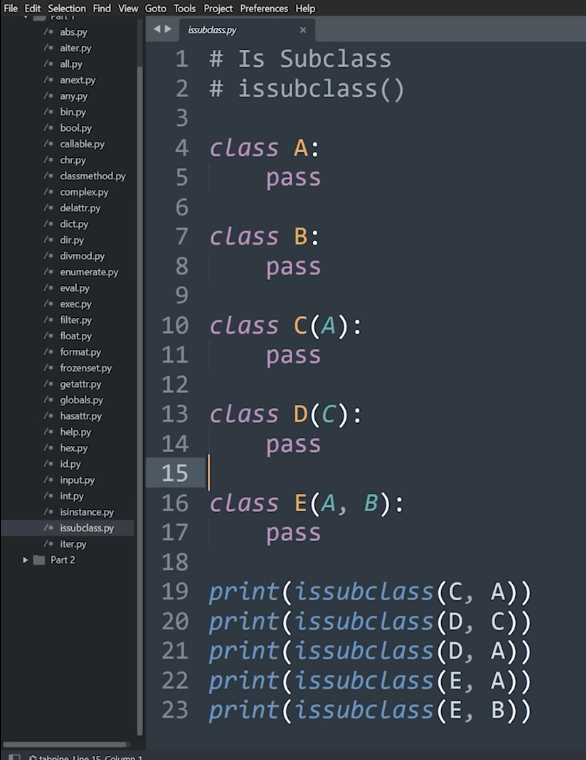 File Edit Selection Find View Goto Tools Project Preferences Help
Part 1
abs.py
aiter.py
all.py
anext.py
any.py
bin.py
bool.py
callable.py
chr.py
classmethod.py
complex.py
delattr.py
dict.py
dir.py
divmod.py
enumerate.py
eval.py
exec.py
filter.py
float.py
format.py
frozenset.py
getattr.py
globals.py
hasattr.py
help.py
hex.py
id.py
input.py
int.py
isinstance.py
issubclass.py
iter.py
Part 2
issubclass.py
1 # Is Subclass
2 # issubclass()
3
4 class A:
5 pass
6
7 class B:
8 pass
9
10 class C(A):
11 pass
12
13 class D(C):
14 pass
15
16 class E(A, B):
17 pass
18
19 print(issubclass(C, A))
20 print(issubclass(D, C))
21 print(issubclass(D, A))
22 print(issubclass(E, A))
23 print(issubclass(E, B))
tabnine, Line 15, Column 1